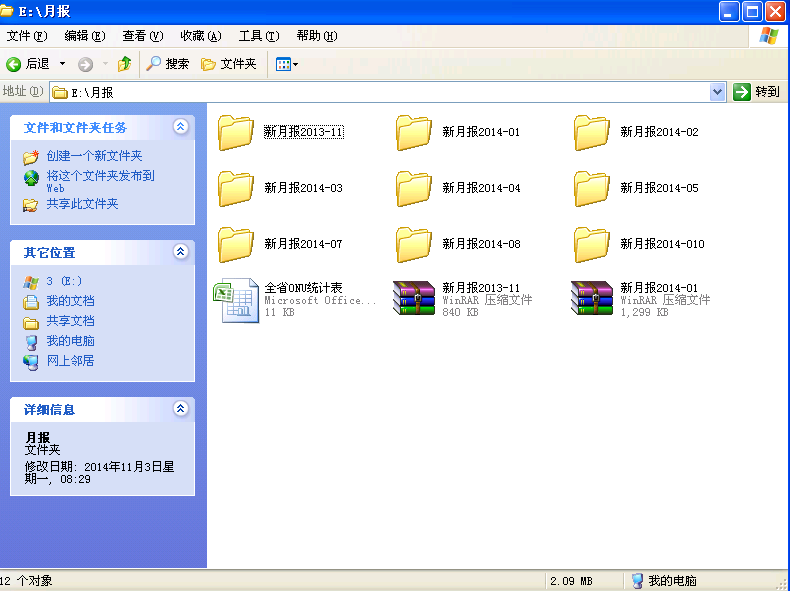 E:\月报
文件(F) 编辑(E) 查看(V) 收藏(A) 工具(T) 帮助(H)
后退 搜索 文件夹
地址(D) E:\月报 转到
文件和文件夹任务
创建一个新文件夹
将这个文件夹发布到
Web
共享此文件夹
其它位置
3 (E:)
我的文档
共享文档
我的电脑
网上邻居
详细信息
月报
文件夹
修改日期: 2014年11月3日星
期一, 08:29
新月报2013-11 新月报2014-01 新月报2014-02
新月报2014-03 新月报2014-04 新月报2014-05
新月报2014-07 新月报2014-08 新月报2014-010
全省ONU统计表
Microsoft Office...
11 KB
新月报2013-11
WinRAR 压缩文件
840 KB
新月报2014-01
WinRAR 压缩文件
1,299 KB
12 个对象 2.09 MB 我的电脑